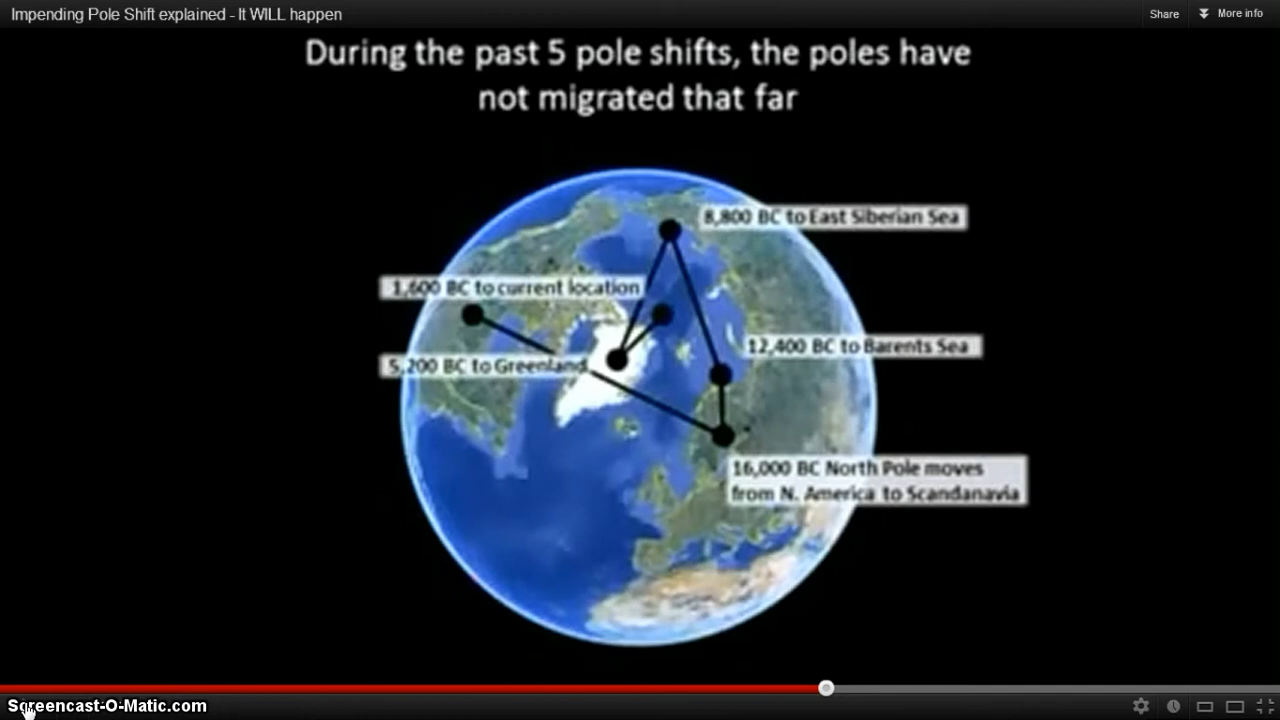 Impending Pole Shift explained - It WILL happen
Share
More info
During the past 5 pole shifts, the poles have
not migrated that far
8,800 BC to East Siberian Sea
1,600 BC to current location
12,400 BC to Barents Sea
5,200 BC to Greenland
16,000 BC North Pole moves
from N. America to Scandanavia
Screencast-O-Matic.com